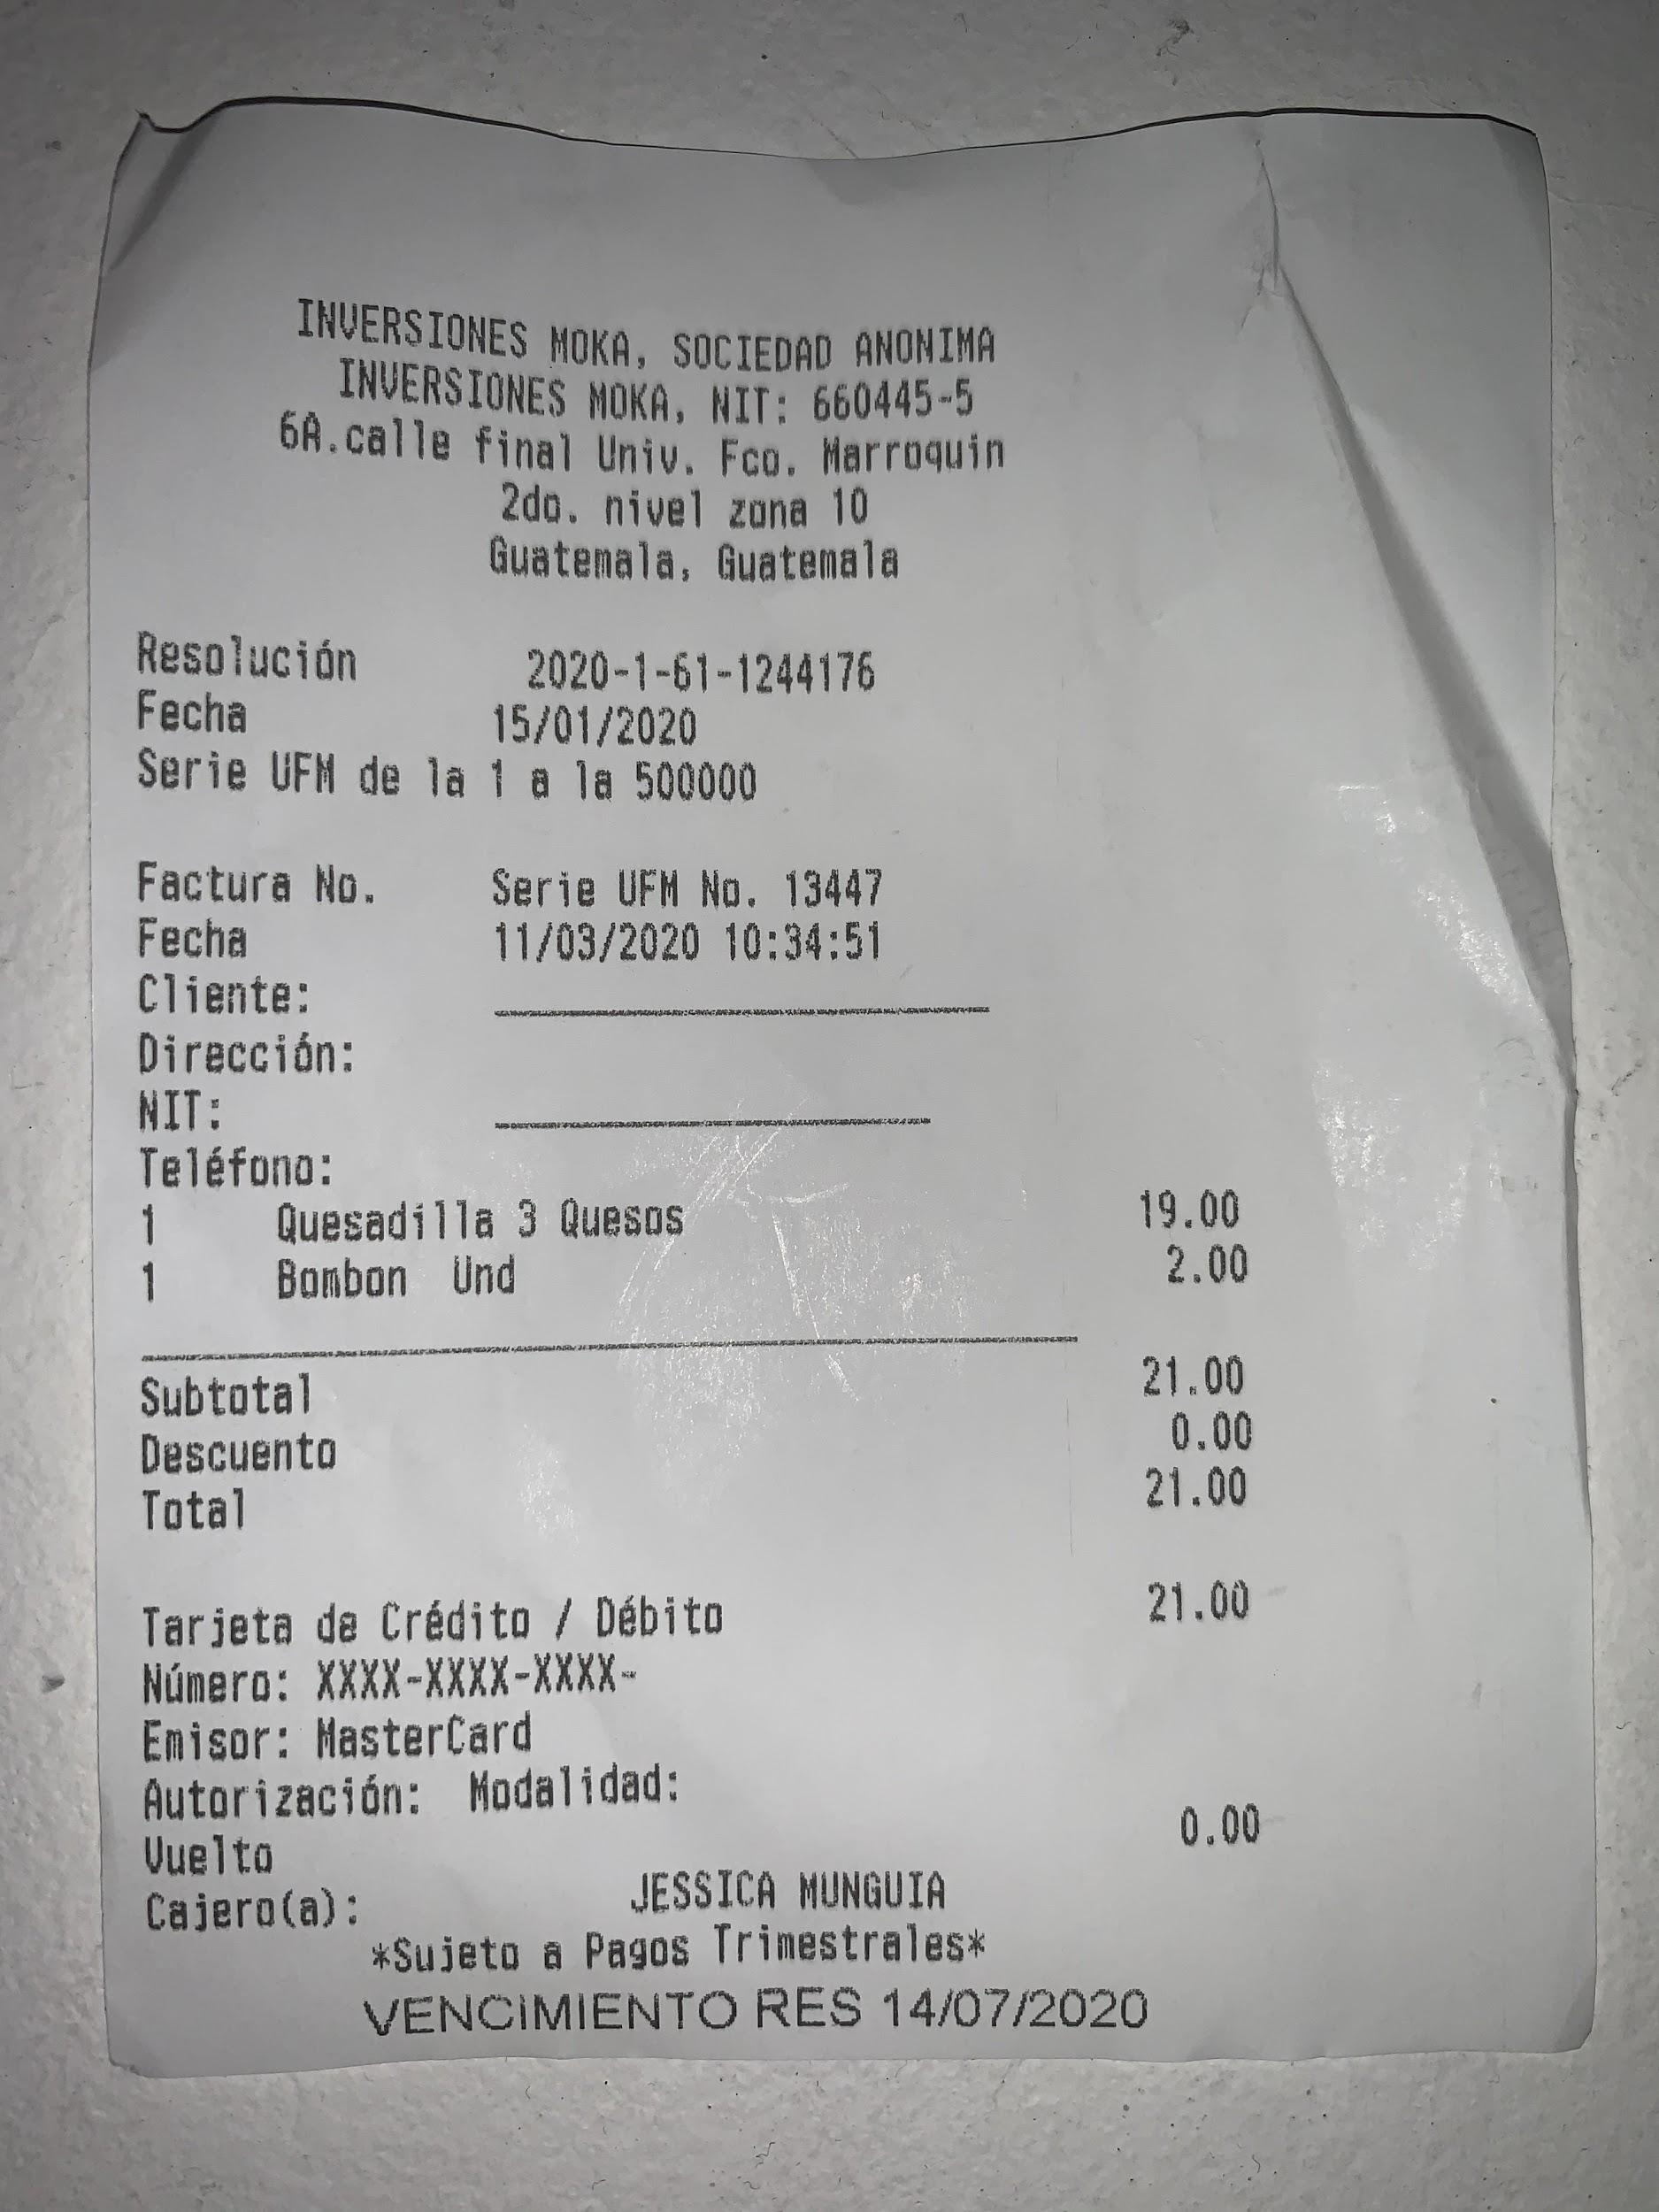 INVERSIONES MOKA, SOCIEDAD ANONIMA
INVERSIONES MOKA, NIT: 660445-5
6A.calle final Univ. Fco. Marroquin
2do. nivel zona 10
Guatemala, Guatemala
Resolución 2020-1-61-1244176
Fecha 15/01/2020
Serie UFM de la 1 a la 500000
Factura No. Serie UFM No. 13447
Fecha 11/03/2020 10:34:51
Cliente:
Dirección:
NIT:
Teléfono:
1 Quesadilla 3 Quesos 19.00
1 Bombon Und 2.00
Subtotal 21.00
Descuento 0.00
Total 21.00
Tarjeta de Crédito / Débito 21.00
Número: XXXX-XXXX-XXXX-
Emisor: MasterCard
Autorización: Modalidad:
Vuelto 0.00
Cajero(a): JESSICA MUNGUIA
*Sujeto a Pagos Trimestrales*
VENCIMIENTO RES 14/07/2020